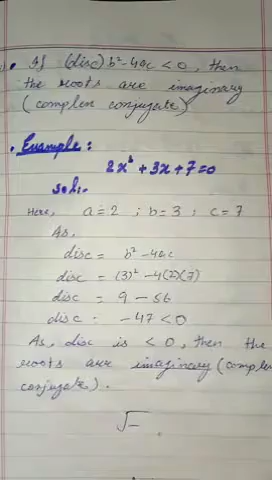 • If (disc) b²-4ac < 0, then
the roots are imaginary
(complex conjugate)
• Example:
2x² + 3x + 7 = 0
Sol:.
Here, a = 2 ; b = 3 ; c = 7
As,
disc = b² - 4ac
disc = (3)² - 4(2)(7)
disc = 9 - 56
disc = -47 < 0
As, disc is < 0, then the
roots are imaginary (complex
conjugate).
√-